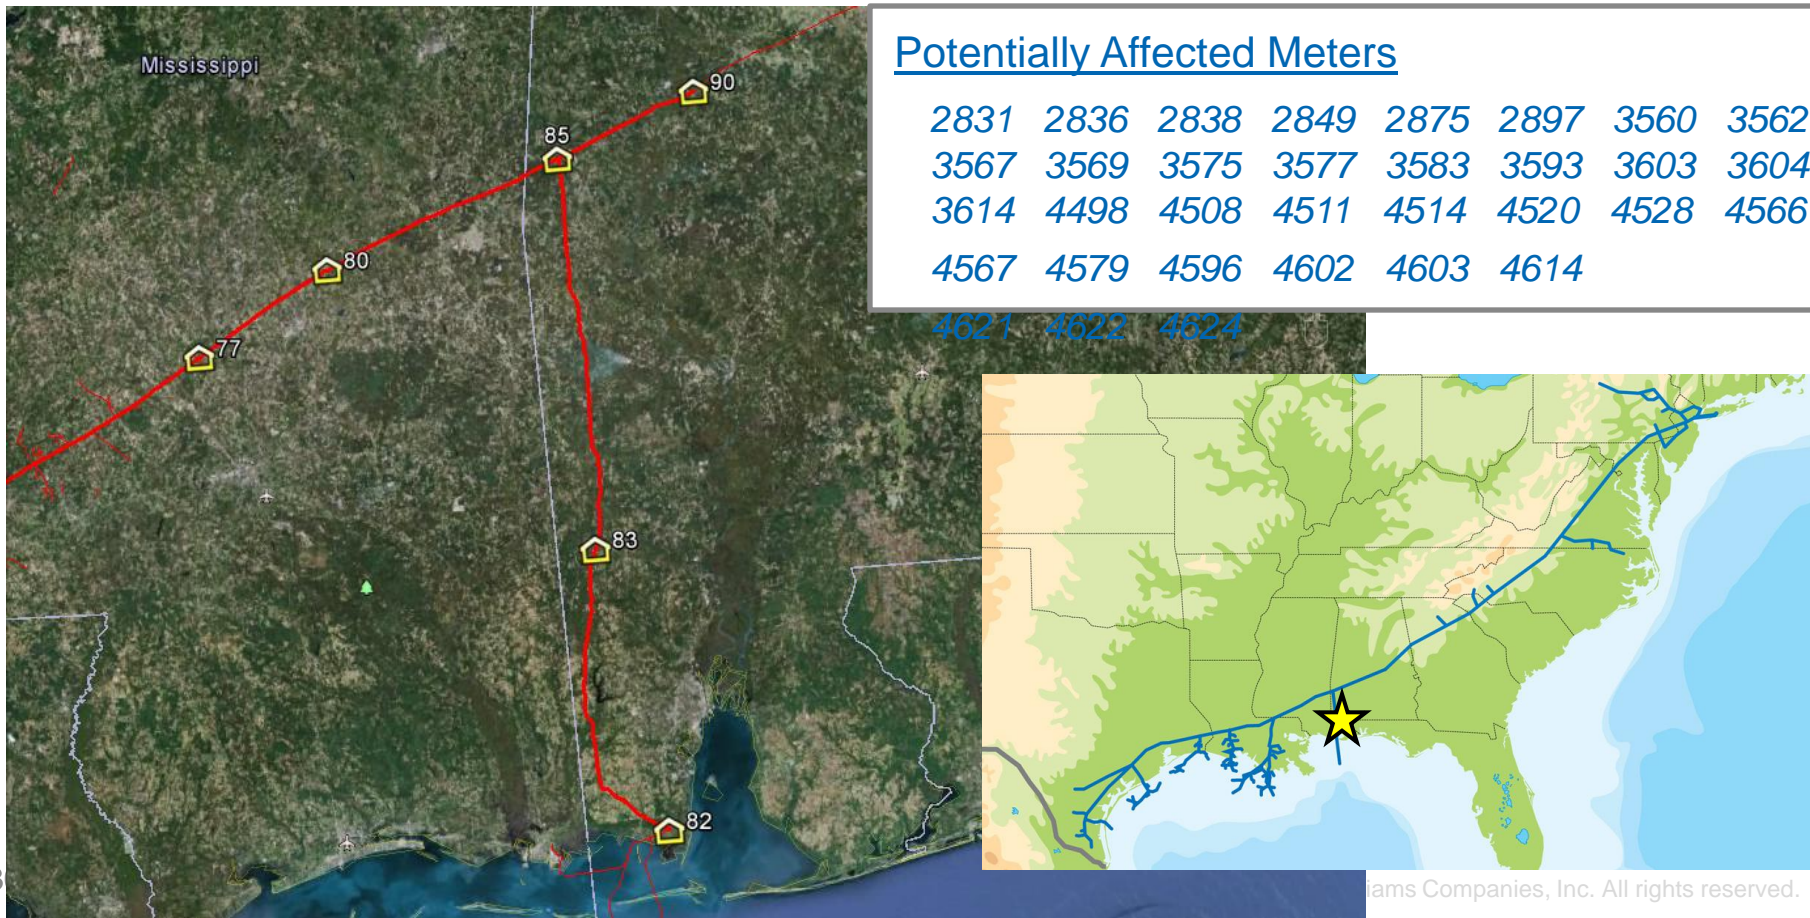 Mississippi
90
85
80
77
83
82
Potentially Affected Meters
2831 2836 2838 2849 2875 2897 3560 3562
3567 3569 3575 3577 3583 3593 3603 3604
3614 4498 4508 4511 4514 4520 4528 4566
4567 4579 4596 4602 4603 4614
4621 4622 4624
Companies, Inc. All rights reserved.